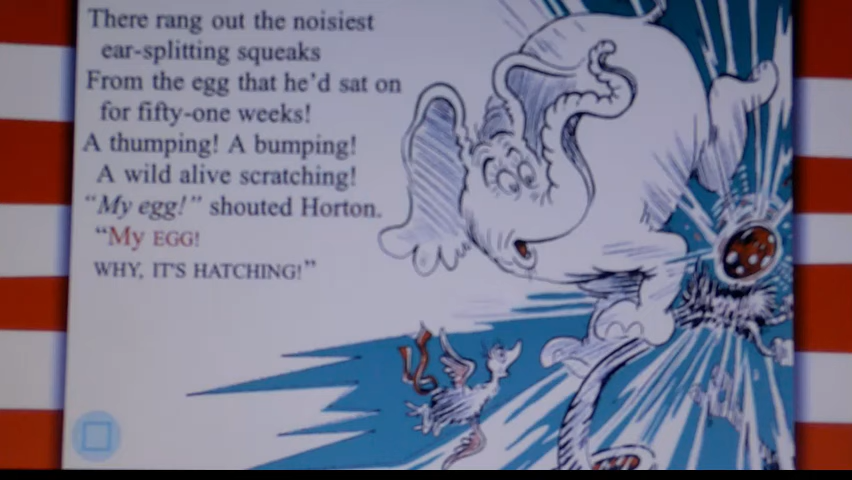 There rang out the noisiest
ear-splitting squeaks
From the egg that he'd sat on
for fifty-one weeks!
A thumping! A bumping!
A wild alive scratching!
"My egg!" shouted Horton.
"My EGG!
WHY, IT'S HATCHING!"